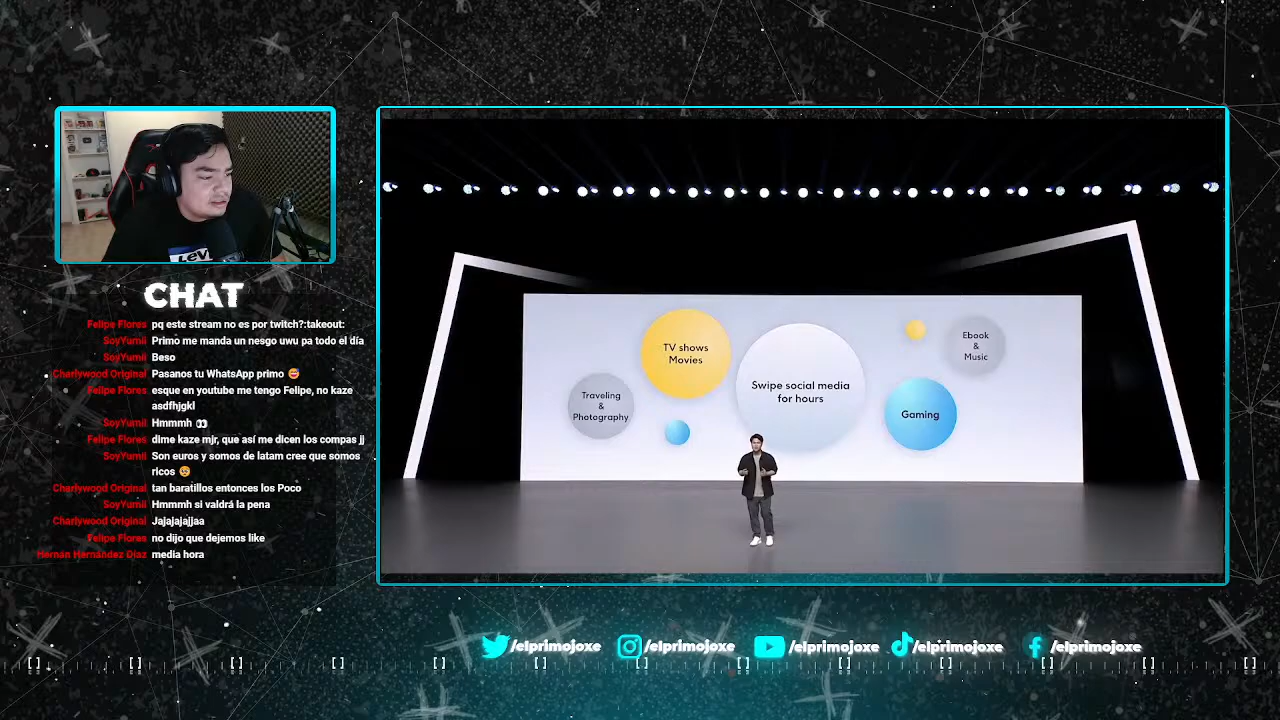 LEV
CHAT
Felipe Flores pq este stream no es por twitch?:takeout:
SoyYumii Primo me manda un nesgo uwu pa todo el día
SoyYumii Beso
Charlywood Original Pasanos tu WhatsApp primo 😅
Felipe Flores esque en youtube me tengo Felipe, no kaze
asdfhjgkl
SoyYumii Hmmmh 👀
Felipe Flores dime kaze mjr, que así me dicen los compas jj
SoyYumii Son euros y somos de latam cree que somos
ricos 🤕
Charlywood Original tan baratillos entonces los Poco
SoyYumii Hmmmh si valdrá la pena
Charlywood Original Jajajajajjaa
Felipe Flores no dijo que dejemos like
Hernán Hernández Díaz media hora
TV shows
Movies
Swipe social media
for hours
Ebook
&
Music
Traveling
&
Photography
Gaming
/elprimojoxe /elprimojoxe /elprimojoxe /elprimojoxe /elprimojoxe